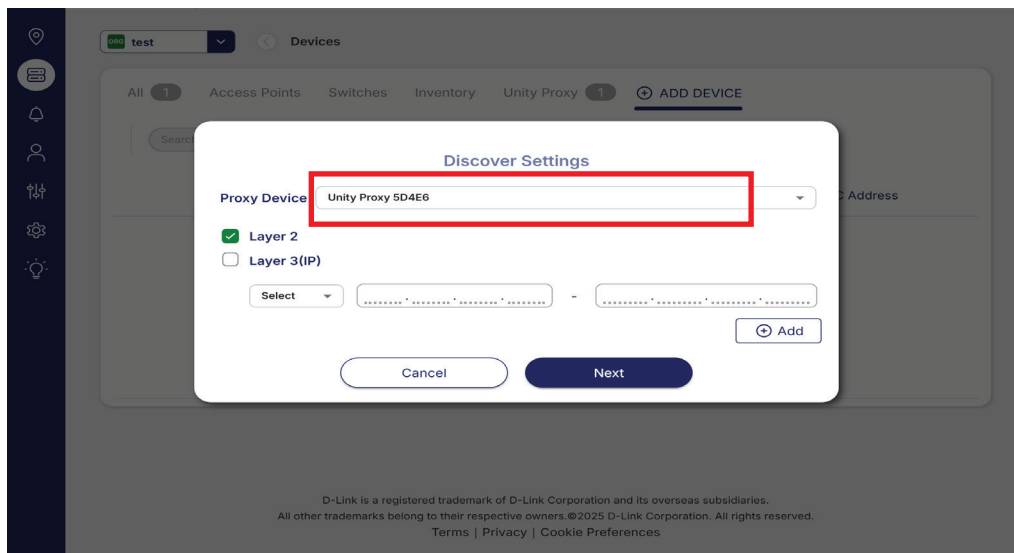 ORG test Devices
All 1 Access Points Switches Inventory Unity Proxy 1 ADD DEVICE
Search
Discover Settings
Proxy Device Unity Proxy 5D4E6
C Address
Layer 2
Layer 3(IP)
Select -
Add
Cancel Next
D-Link is a registered trademark of D-Link Corporation and its overseas subsidiaries.
All other trademarks belong to their respective owners.©2025 D-Link Corporation. All rights reserved.
Terms | Privacy | Cookie Preferences